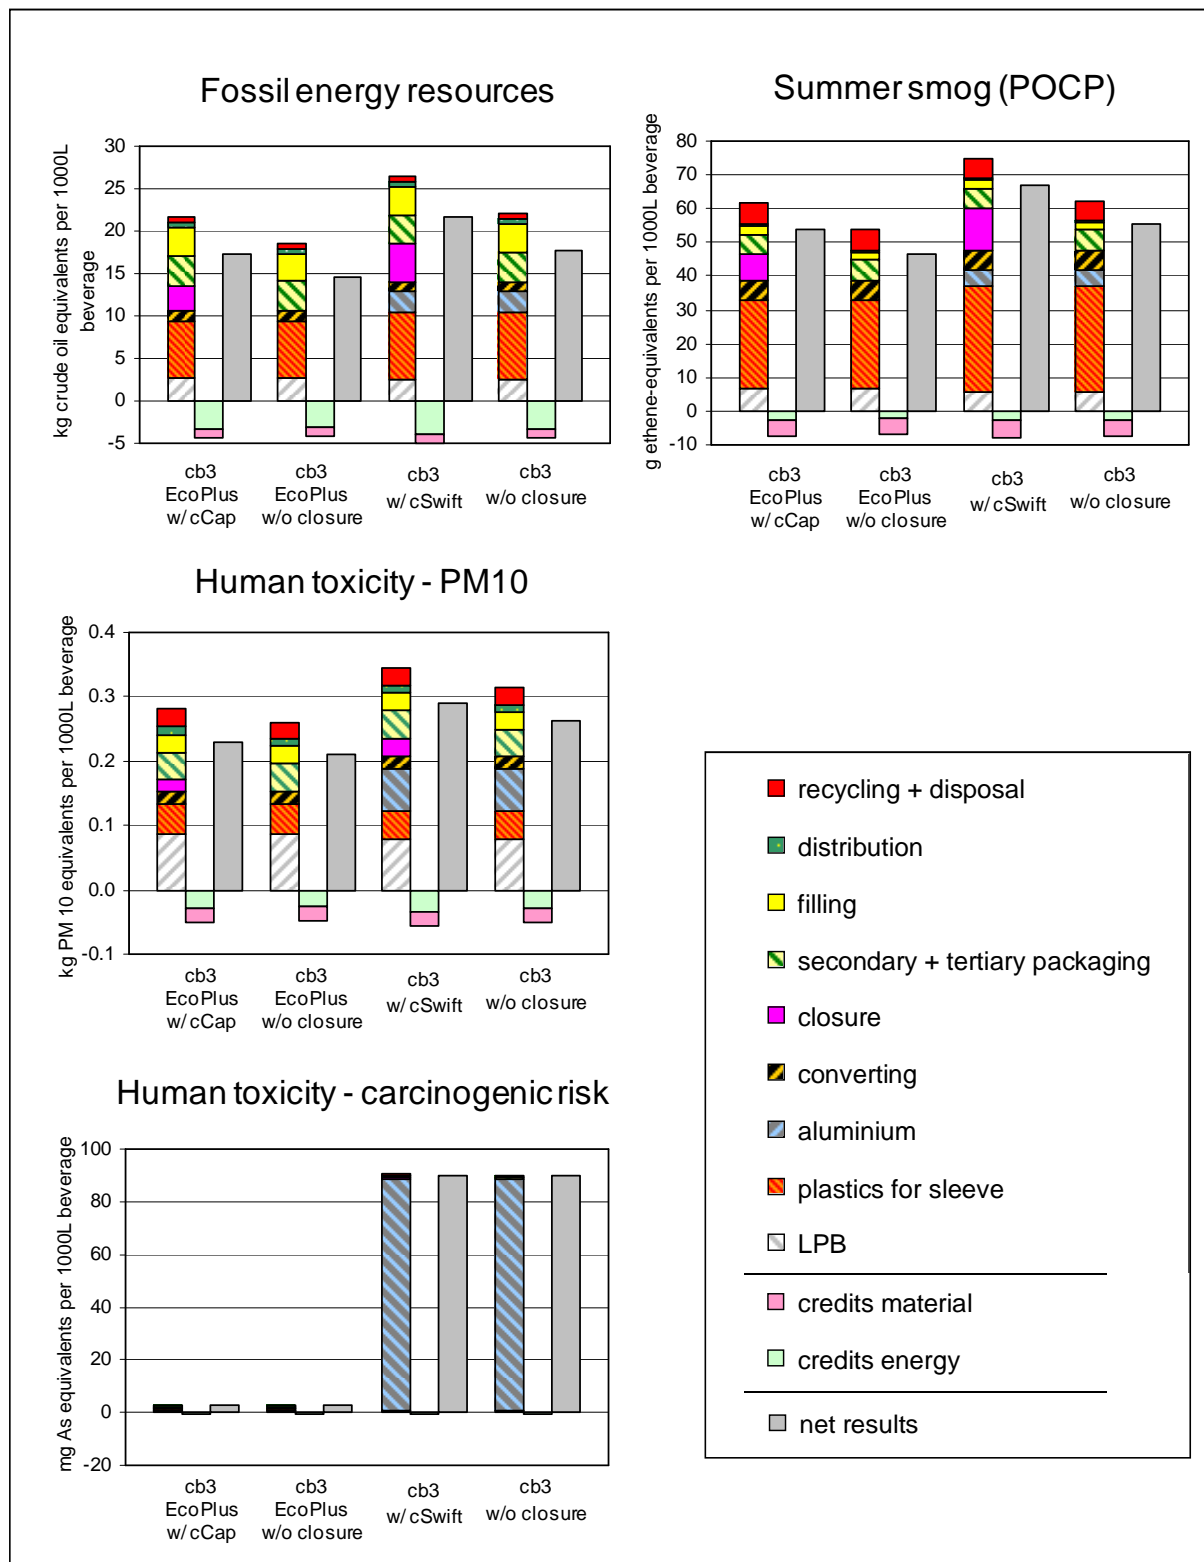 Fossil energy resources
kg crude oil equivalents per 1000L
beverage
30
25
20
15
10
5
0
-5
cb3
EcoPlus
w/ cCap
cb3
EcoPlus
w/o closure
cb3
w/ cSwift
cb3
w/o closure
Summer smog (POCP)
g ethene-equivalents per 1000L beverage
80
70
60
50
40
30
20
10
0
-10
cb3
EcoPlus
w/ cCap
cb3
EcoPlus
w/o closure
cb3
w/ cSwift
cb3
w/o closure
Human toxicity - PM10
kg PM 10 equivalents per 1000L beverage
0.4
0.3
0.2
0.1
0.0
-0.1
cb3
EcoPlus
w/ cCap
cb3
EcoPlus
w/o closure
cb3
w/ cSwift
cb3
w/o closure
Human toxicity - carcinogenic risk
mg As equivalents per 1000L beverage
100
80
60
40
20
0
-20
cb3
EcoPlus
w/ cCap
cb3
EcoPlus
w/o closure
cb3
w/ cSwift
cb3
w/o closure
recycling + disposal
distribution
filling
secondary + tertiary packaging
closure
converting
aluminium
plastics for sleeve
LPB
credits material
credits energy
net results